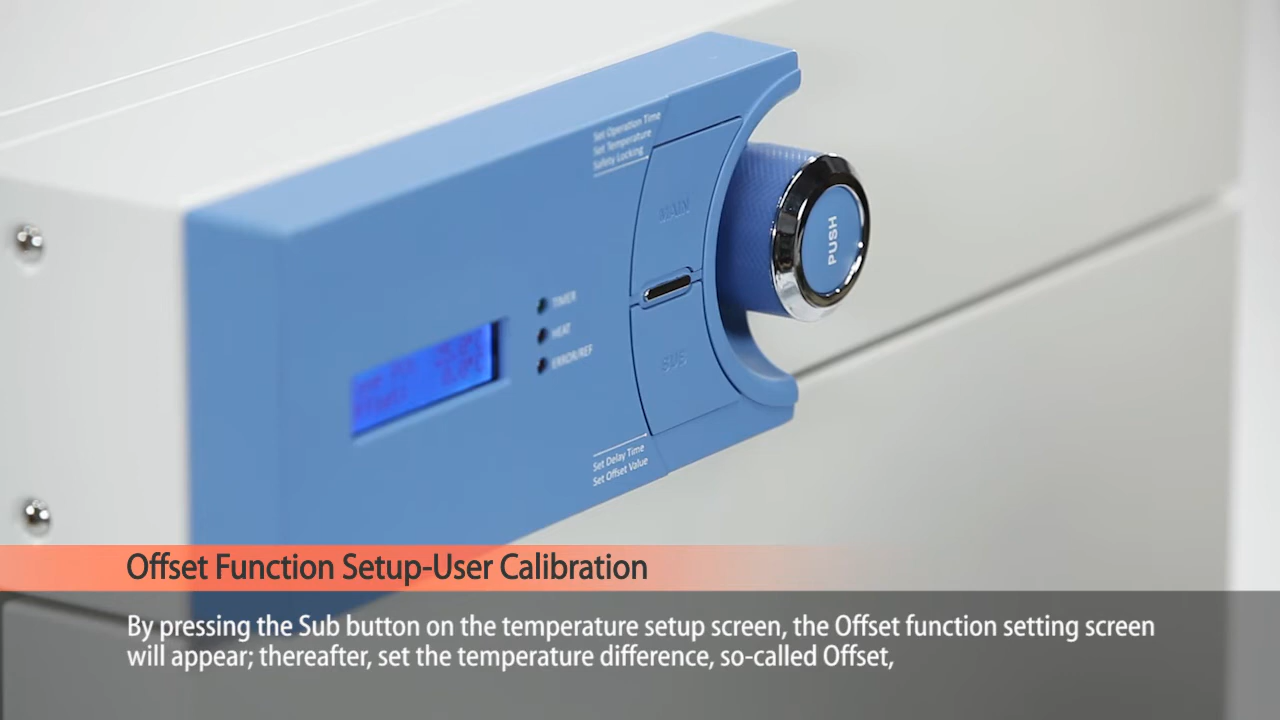 Set Operation Time
Set Temperature
Safety Locking
MAIN
PUSH
TIMER
HEAT
ERROR/REF
SUB
Set Delay Time
Set Offset Value
Offset Function Setup-User Calibration
By pressing the Sub button on the temperature setup screen, the Offset function setting screen
will appear; thereafter, set the temperature difference, so-called Offset,